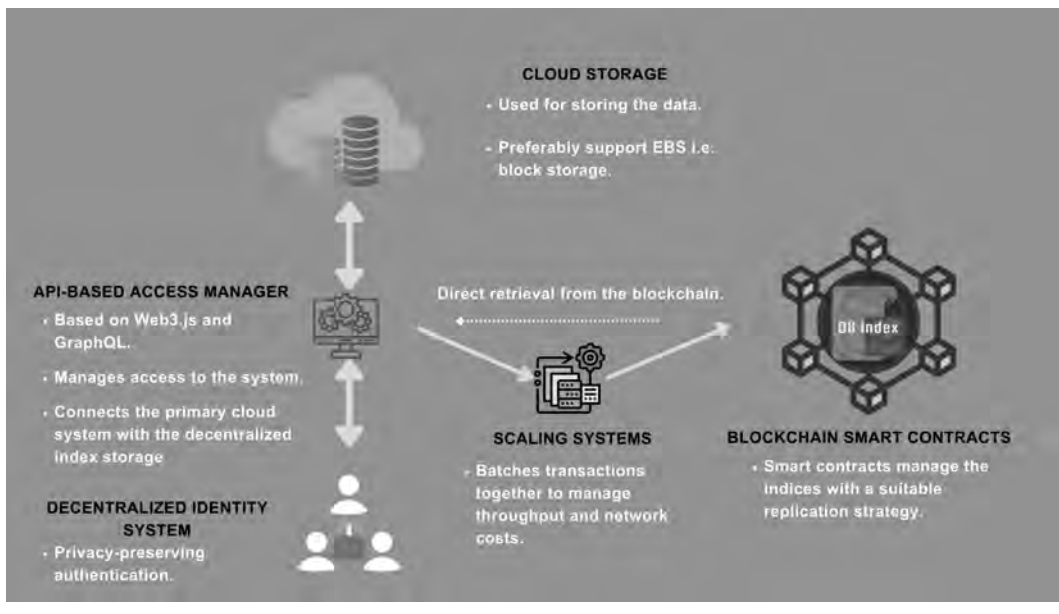 CLOUD STORAGE
• Used for storing the data.
• Preferably support EBS i.e.
block storage.
API-BASED ACCESS MANAGER
• Based on Web3.js and
GraphQL.
• Manages access to the system.
• Connects the primary cloud
system with the decentralized
index storage
Direct retrieval from the blockchain.
DB Index
SCALING SYSTEMS
• Batches transactions
together to manage
throughput and network
costs.
BLOCKCHAIN SMART CONTRACTS
• Smart contracts manage the
indices with a suitable
replication strategy.
DECENTRALIZED IDENTITY
SYSTEM
• Privacy-preserving
authentication.